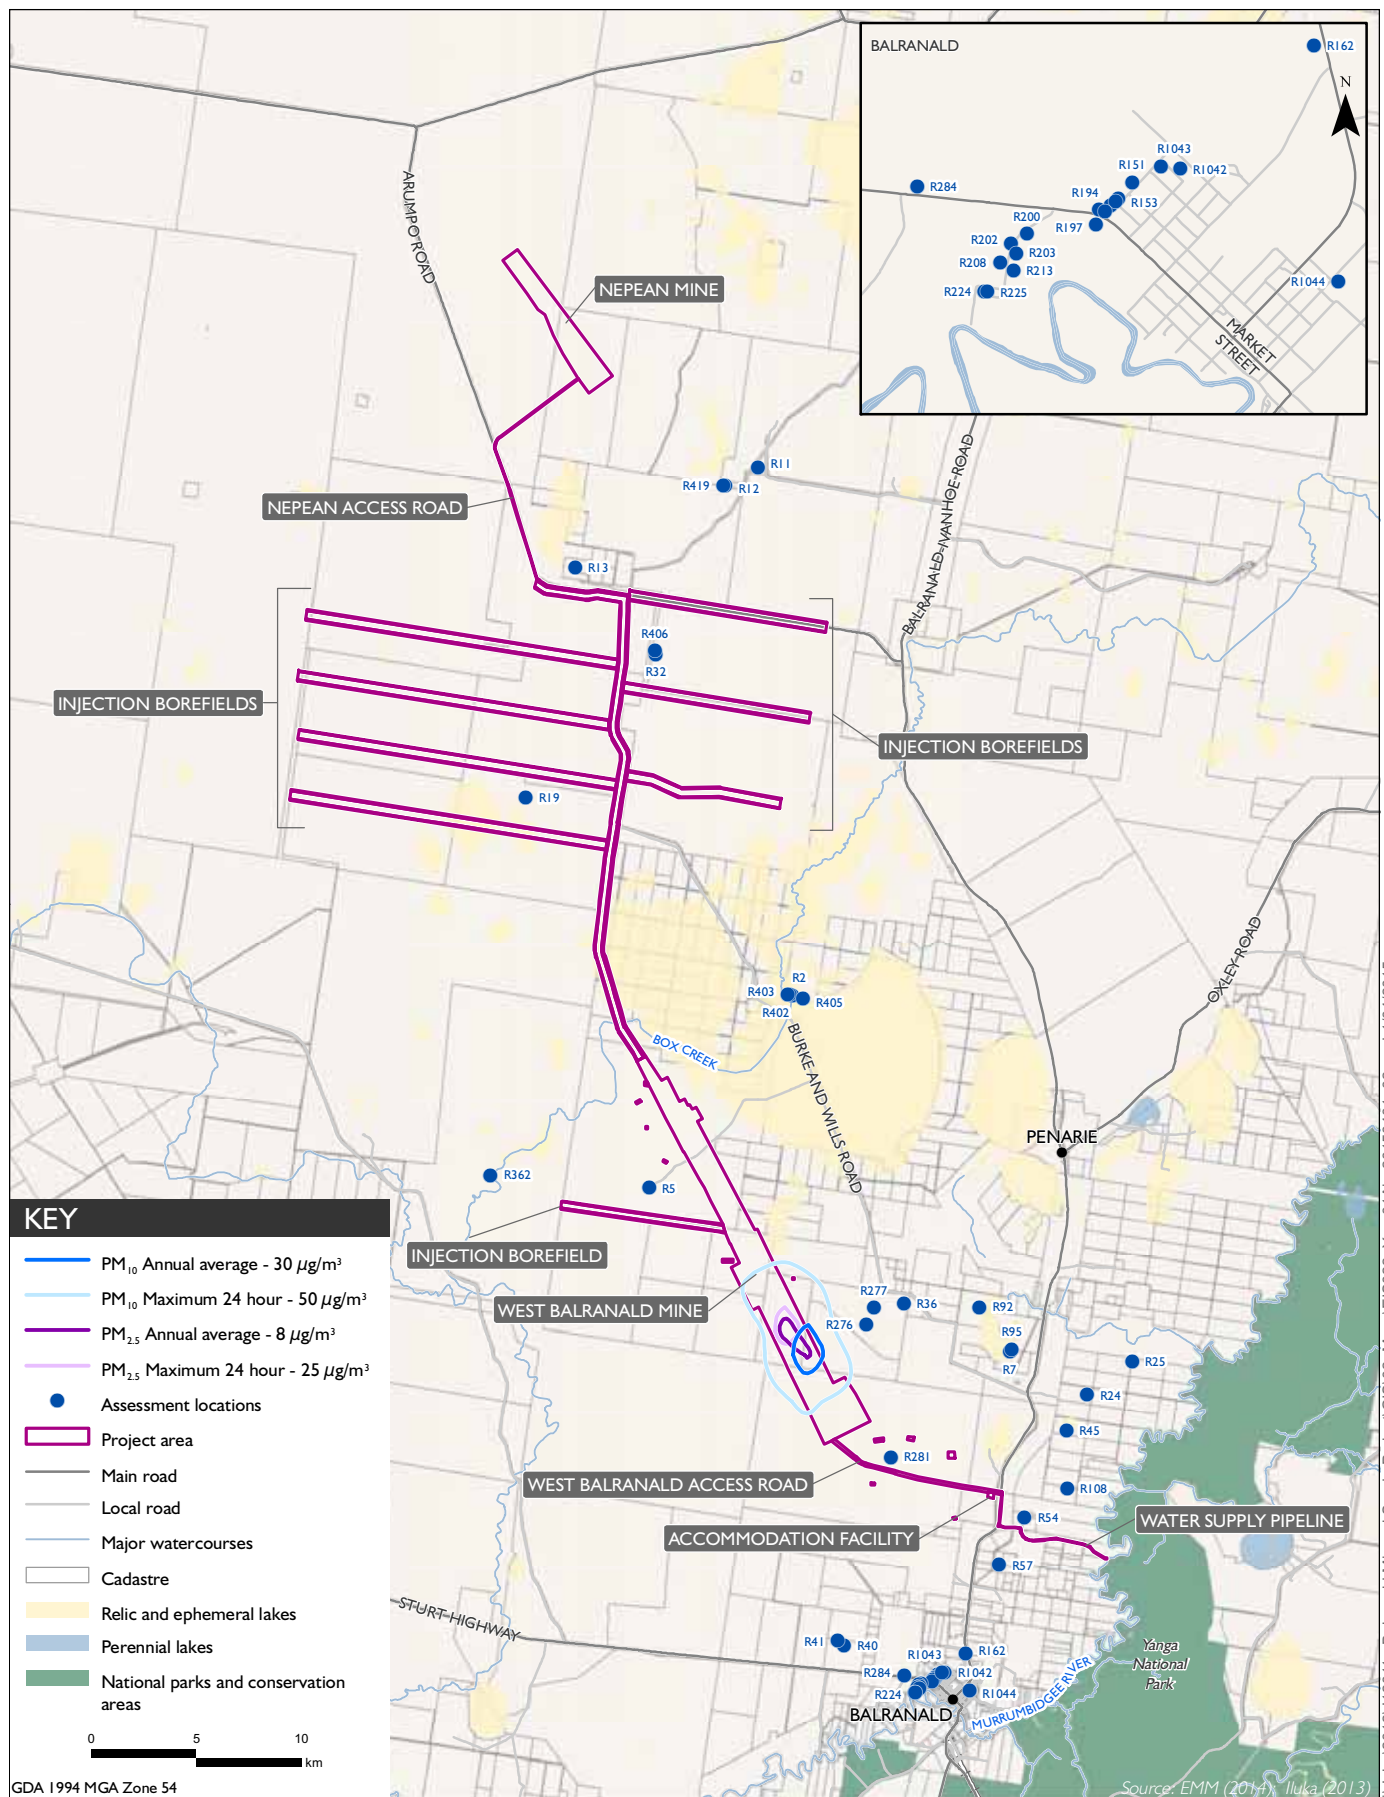 BALRANALD
R162
N
R1043
R151
R1042
R284
R194
R153
R200
R197
R202
R203
R208
R213
R224
R225
R1044
MARKET
STREET
ARUMPO ROAD
NEPEAN MINE
R11
R419
R12
NEPEAN ACCESS ROAD
BALRANALD-IVANHOE-ROAD
R13
R406
R32
INJECTION BOREFIELDS
INJECTION BOREFIELDS
R19
OXLEY ROAD
R2
R403
R405
R402
BOX CREEK
BURKE AND WILLS ROAD
PENARIE
R362
R5
INJECTION BOREFIELD
WEST BALRANALD MINE
R277
R36
R92
R276
R95
R7
R25
R24
R45
R281
WEST BALRANALD ACCESS ROAD
R108
R54
WATER SUPPLY PIPELINE
ACCOMMODATION FACILITY
R57
STURT HIGHWAY
R41
R40
R1043
R162
R284
R1042
R224
R1044
BALRANALD
MURRUMBIDGEE RIVER
Yanga
National
Park
KEY
PM₁₀ Annual average - 30 µg/m³
PM₁₀ Maximum 24 hour - 50 µg/m³
PM₂.₅ Annual average - 8 µg/m³
PM₂.₅ Maximum 24 hour - 25 µg/m³
Assessment locations
Project area
Main road
Local road
Major watercourses
Cadastre
Relic and ephemeral lakes
Perennial lakes
National parks and conservation
areas
0 5 10
km
GDA 1994 MGA Zone 54
Source: EMM (2014); Iluka (2013)